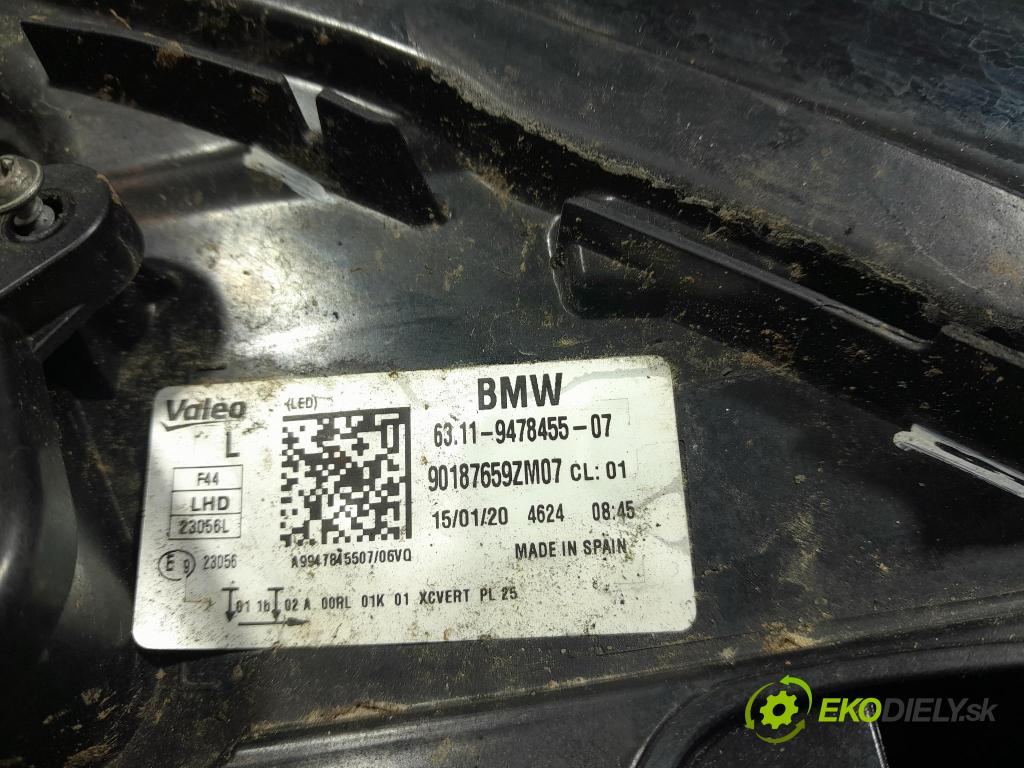 Valeo
(LED)
BMW
L
63.11-9478455-07
F44
90187659ZM07 CL: 01
LHD
23056L
15/01/20 4624 08:45
E9 23056
A9947845507/06VQ
MADE IN SPAIN
01 1b 02 A 00RL 01K 01 XCVERT PL 25
EKODIELY.sk